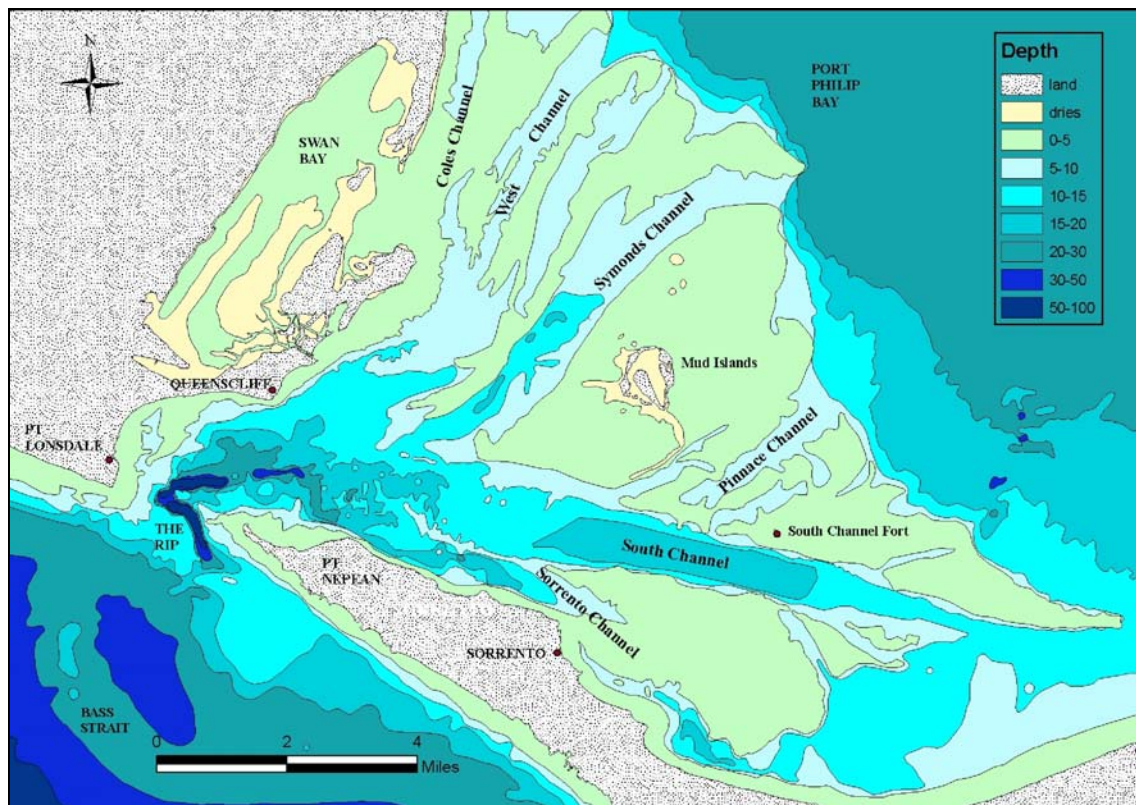 N
SWAN
BAY
Coles Channel
West Channel
Symonds Channel
PORT
PHILIP
BAY
Depth
land
dries
0-5
5-10
10-15
15-20
20-30
30-50
50-100
Mud Islands
QUEENSCLIFF
PT
LONSDALE
Pinnace Channel
THE
RIP
South Channel Fort
South Channel
PT
NEPEAN
Sorrento Channel
SORRENTO
BASS
STRAIT
0 2 4
Miles